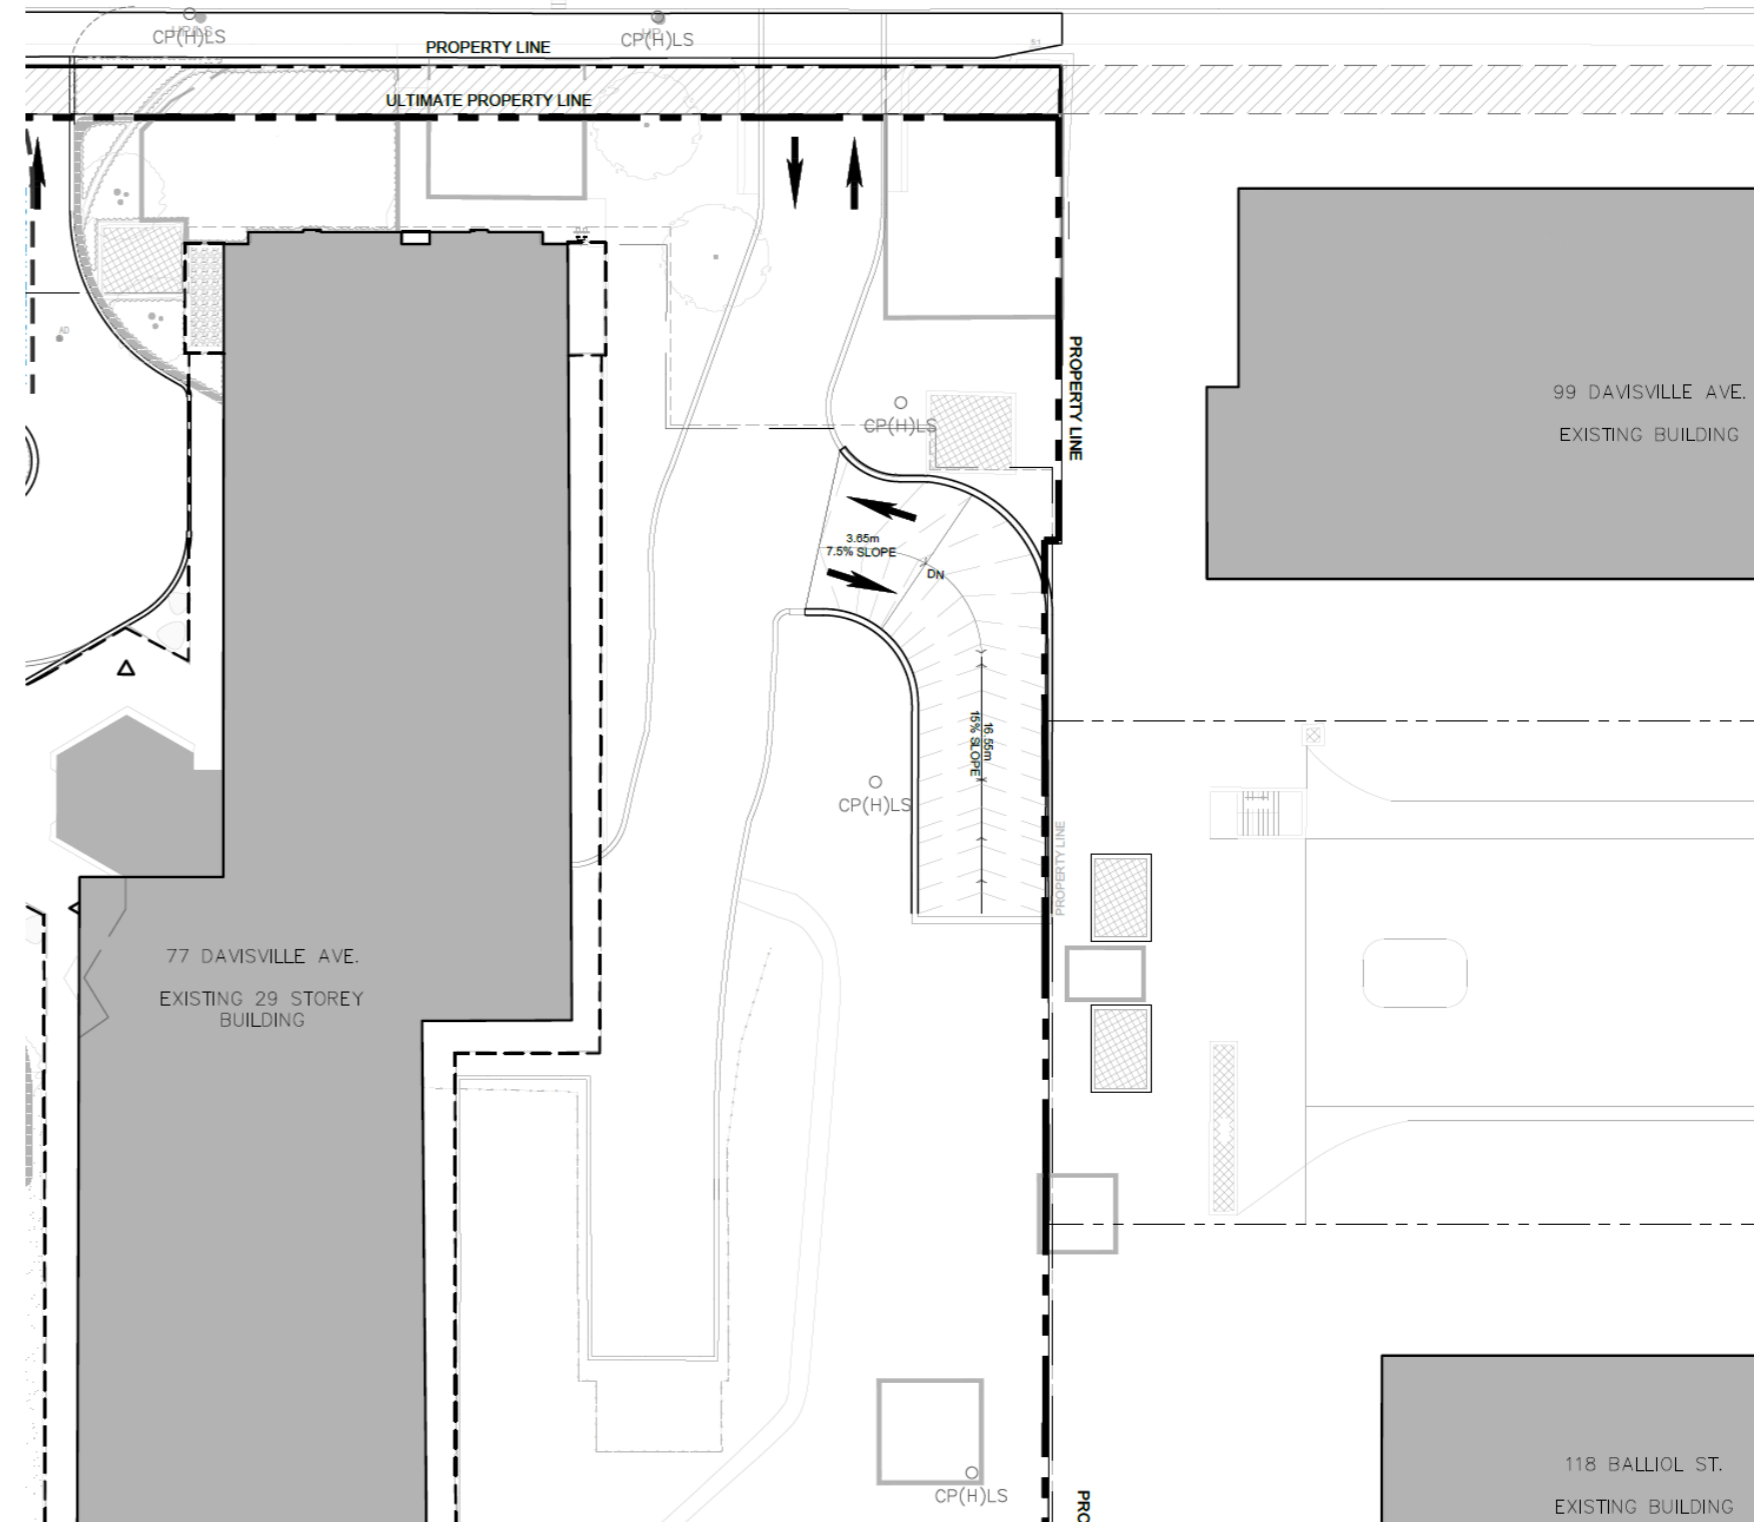 CP(H)LS
CP(H)LS
PROPERTY LINE
51
ULTIMATE PROPERTY LINE
AD
PROPERTY LINE
99 DAVISVILLE AVE.
EXISTING BUILDING
CP(H)LS
3.65m
7.5% SLOPE
DN
16.55m
15% SLOPE
CP(H)LS
PROPERTY LINE
77 DAVISVILLE AVE.
EXISTING 29 STOREY
BUILDING
118 BALLIOL ST.
EXISTING BUILDING
CP(H)LS
PRO